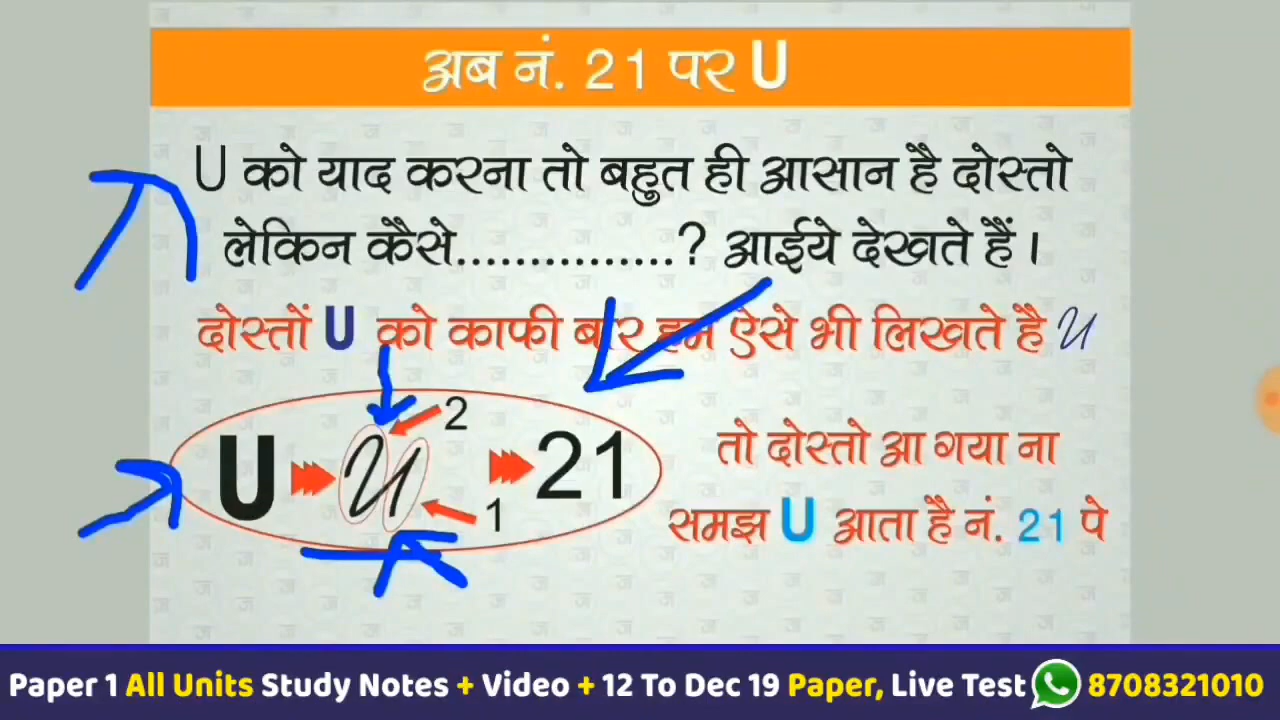 अब नं. 21 पर U
U को याद करना तो बहुत ही आसान है दोस्तो
लेकिन कैसे...............? आईये देखते हैं ।
दोस्तों U को काफी बार हम ऐसे भी लिखते है U
U U 2 1 21
तो दोस्तो आ गया ना
समझ U आता है नं. 21 पे
Paper 1 All Units Study Notes + Video + 12 To Dec 19 Paper, Live Test 8708321010